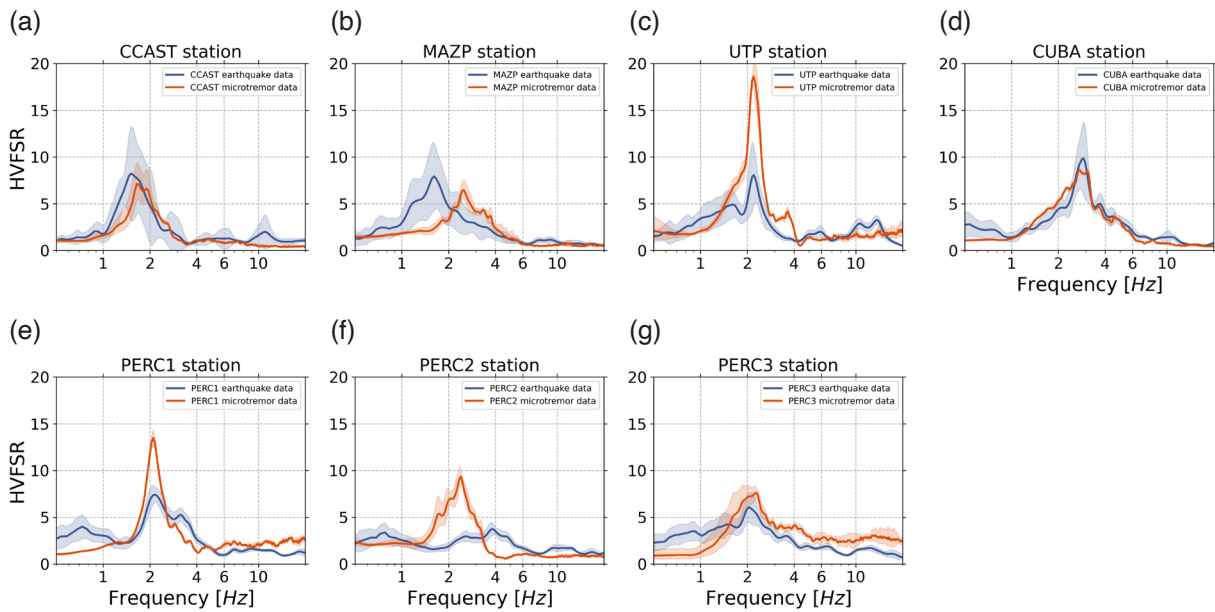 (a)
(b)
(c)
(d)
CCAST station
MAZP station
UTP station
CUBA station
CCAST earthquake data
CCAST microtremor data
MAZP earthquake data
MAZP microtremor data
UTP earthquake data
UTP microtremor data
CUBA earthquake data
CUBA microtremor data
HVFSR
20
15
10
5
0
1 2 4 6 10
20
15
10
5
0
1 2 4 6 10
20
15
10
5
0
1 2 4 6 10
20
15
10
5
0
1 2 4 6 10
Frequency [Hz]
(e)
(f)
(g)
PERC1 station
PERC2 station
PERC3 station
PERC1 earthquake data
PERC1 microtremor data
PERC2 earthquake data
PERC2 microtremor data
PERC3 earthquake data
PERC3 microtremor data
HVFSR
20
15
10
5
0
1 2 4 6 10
Frequency [Hz]
20
15
10
5
0
1 2 4 6 10
Frequency [Hz]
20
15
10
5
0
1 2 4 6 10
Frequency [Hz]